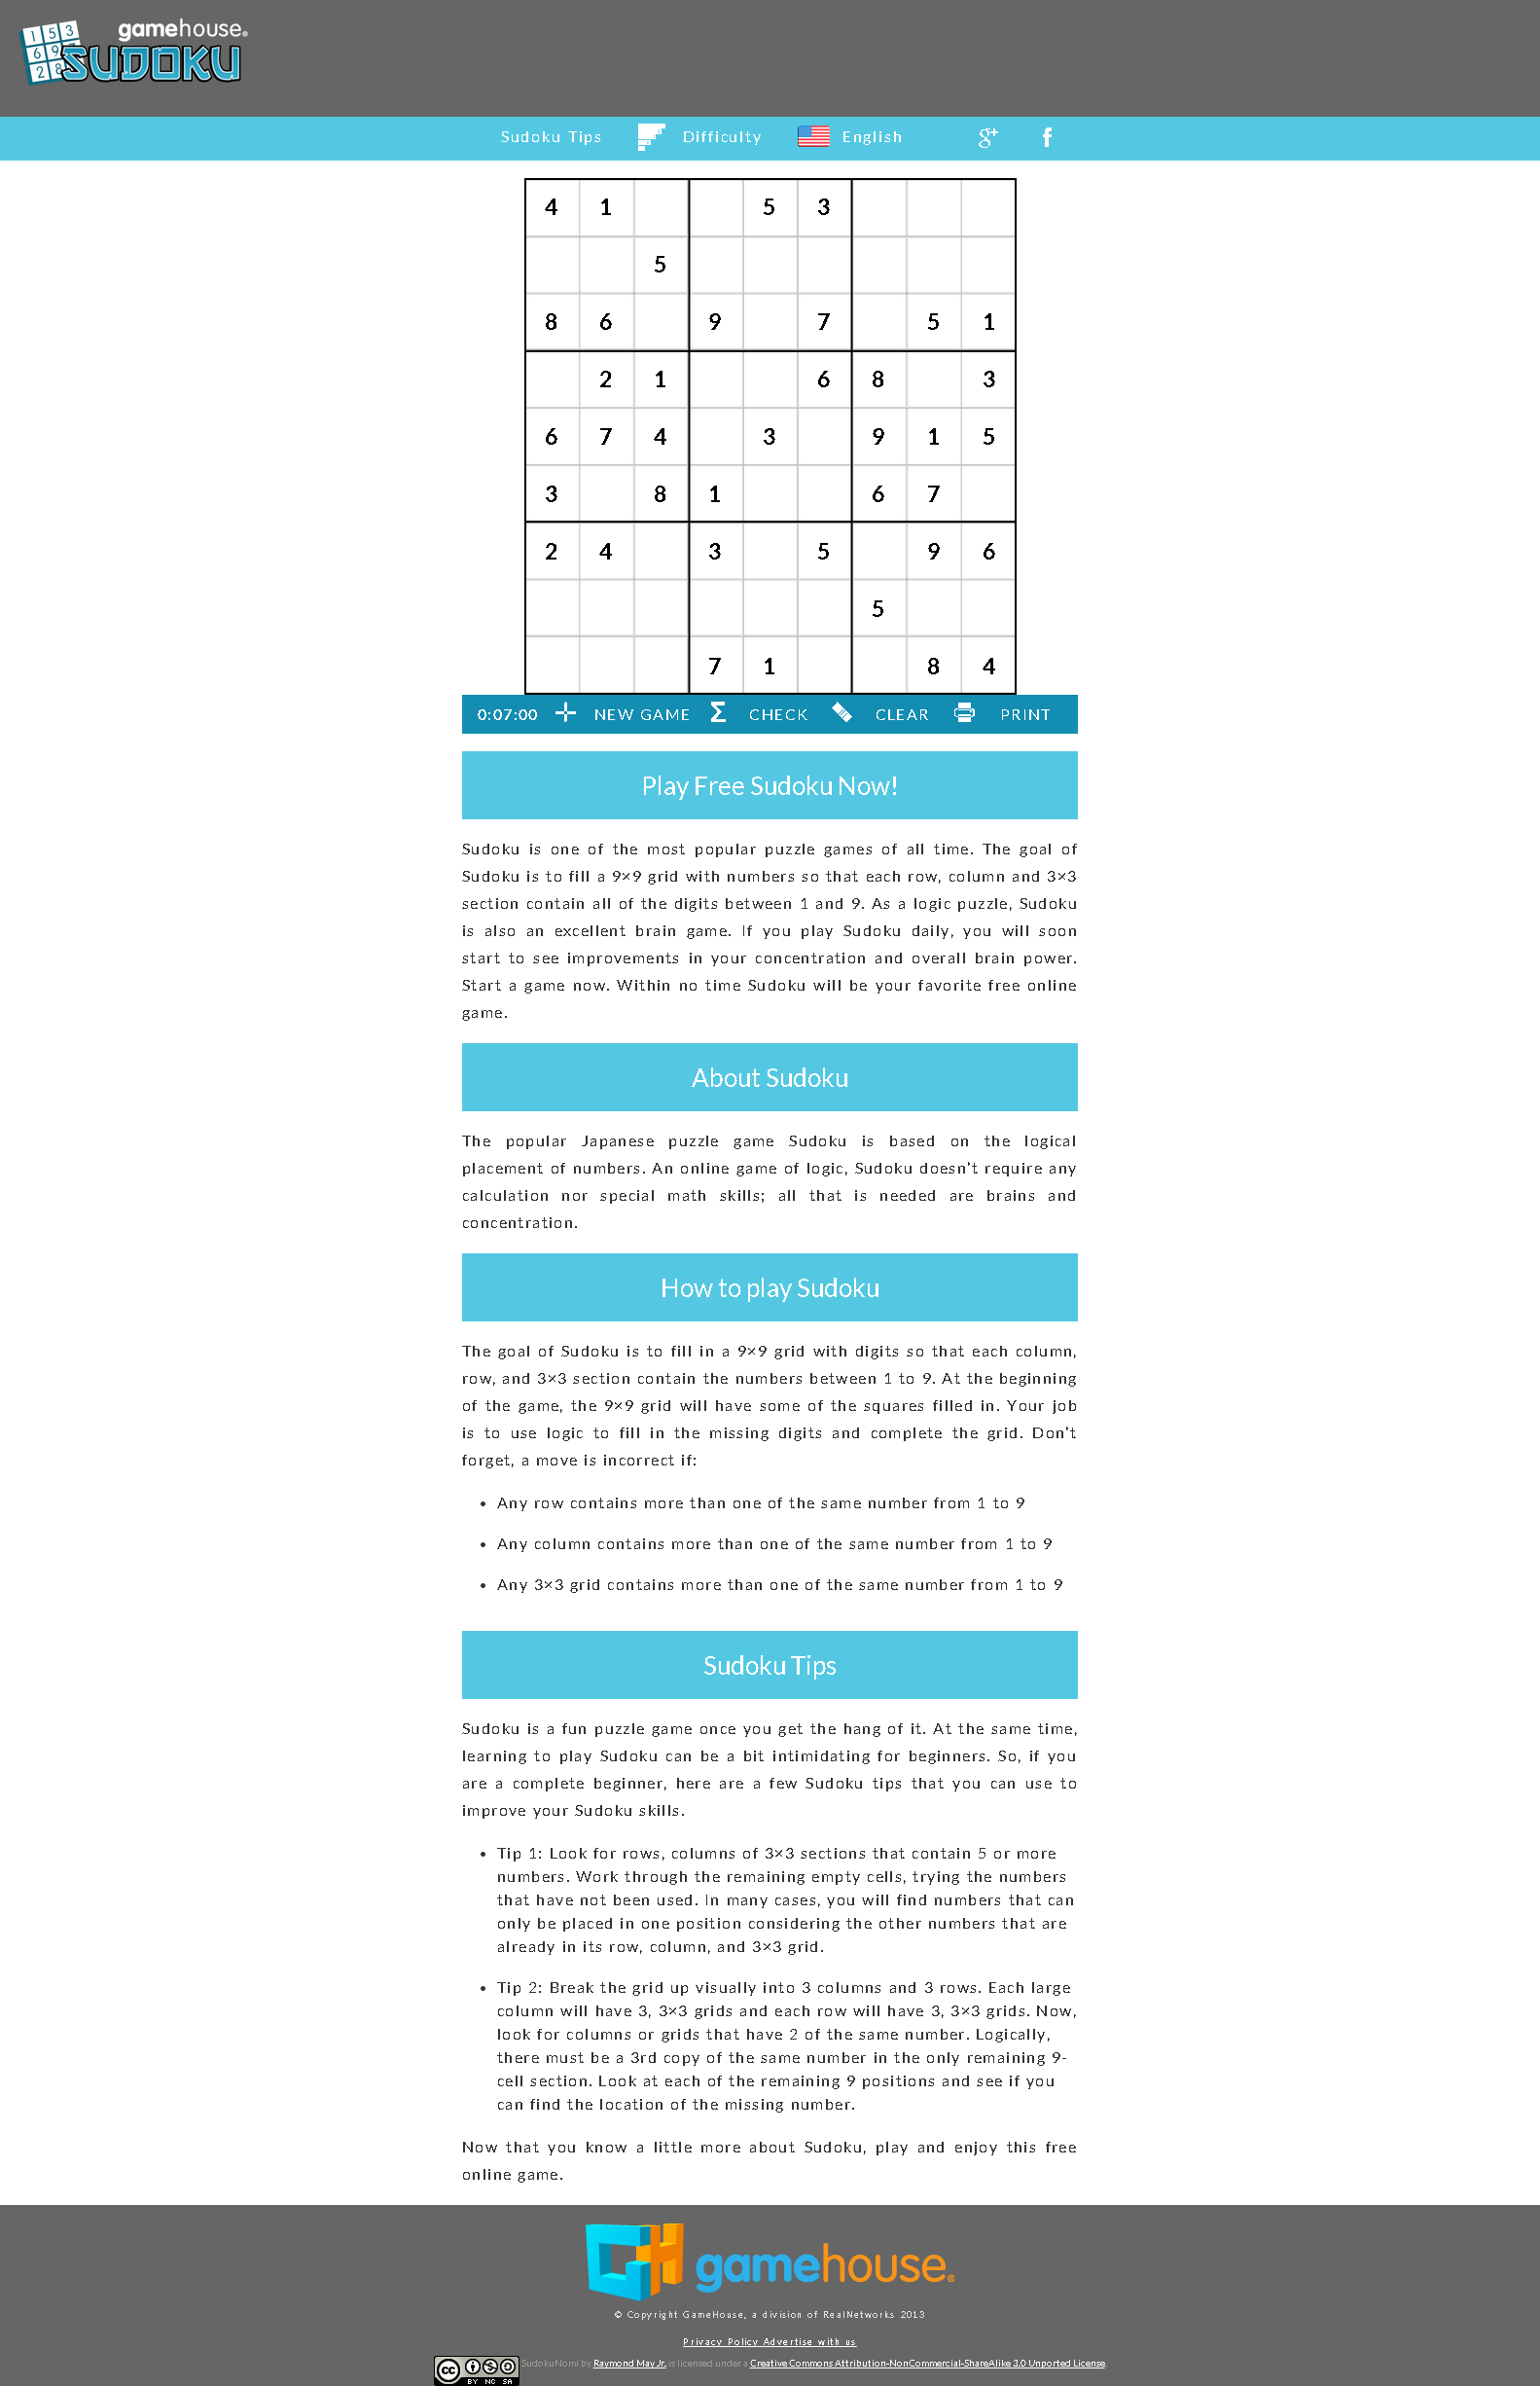 1 5 3
6 9
2 8
gamehouse®
SUDOKU
Sudoku Tips Difficulty English g+ f
4 1 5 3
5
8 6 9 7 5 1
2 1 6 8 3
6 7 4 3 9 1 5
3 8 1 6 7
2 4 3 5 9 6
5
7 1 8 4
0:07:00 NEW GAME Σ CHECK CLEAR PRINT
Play Free Sudoku Now!
Sudoku is one of the most popular puzzle games of all time. The goal of
Sudoku is to fill a 9×9 grid with numbers so that each row, column and 3×3
section contain all of the digits between 1 and 9. As a logic puzzle, Sudoku
is also an excellent brain game. If you play Sudoku daily, you will soon
start to see improvements in your concentration and overall brain power.
Start a game now. Within no time Sudoku will be your favorite free online
game.
About Sudoku
The popular Japanese puzzle game Sudoku is based on the logical
placement of numbers. An online game of logic, Sudoku doesn’t require any
calculation nor special math skills; all that is needed are brains and
concentration.
How to play Sudoku
The goal of Sudoku is to fill in a 9×9 grid with digits so that each column,
row, and 3×3 section contain the numbers between 1 to 9. At the beginning
of the game, the 9×9 grid will have some of the squares filled in. Your job
is to use logic to fill in the missing digits and complete the grid. Don’t
forget, a move is incorrect if:
• Any row contains more than one of the same number from 1 to 9
• Any column contains more than one of the same number from 1 to 9
• Any 3×3 grid contains more than one of the same number from 1 to 9
Sudoku Tips
Sudoku is a fun puzzle game once you get the hang of it. At the same time,
learning to play Sudoku can be a bit intimidating for beginners. So, if you
are a complete beginner, here are a few Sudoku tips that you can use to
improve your Sudoku skills.
• Tip 1: Look for rows, columns of 3×3 sections that contain 5 or more
numbers. Work through the remaining empty cells, trying the numbers
that have not been used. In many cases, you will find numbers that can
only be placed in one position considering the other numbers that are
already in its row, column, and 3×3 grid.
• Tip 2: Break the grid up visually into 3 columns and 3 rows. Each large
column will have 3, 3×3 grids and each row will have 3, 3×3 grids. Now,
look for columns or grids that have 2 of the same number. Logically,
there must be a 3rd copy of the same number in the only remaining 9-
cell section. Look at each of the remaining 9 positions and see if you
can find the location of the missing number.
Now that you know a little more about Sudoku, play and enjoy this free
online game.
GH gamehouse®
© Copyright GameHouse, a division of RealNetworks 2013
Privacy Policy Advertise with us
cc BY NC SA SudokuNomi by Raymond May Jr. is licensed under a Creative Commons Attribution-NonCommercial-ShareAlike 3.0 Unported License.